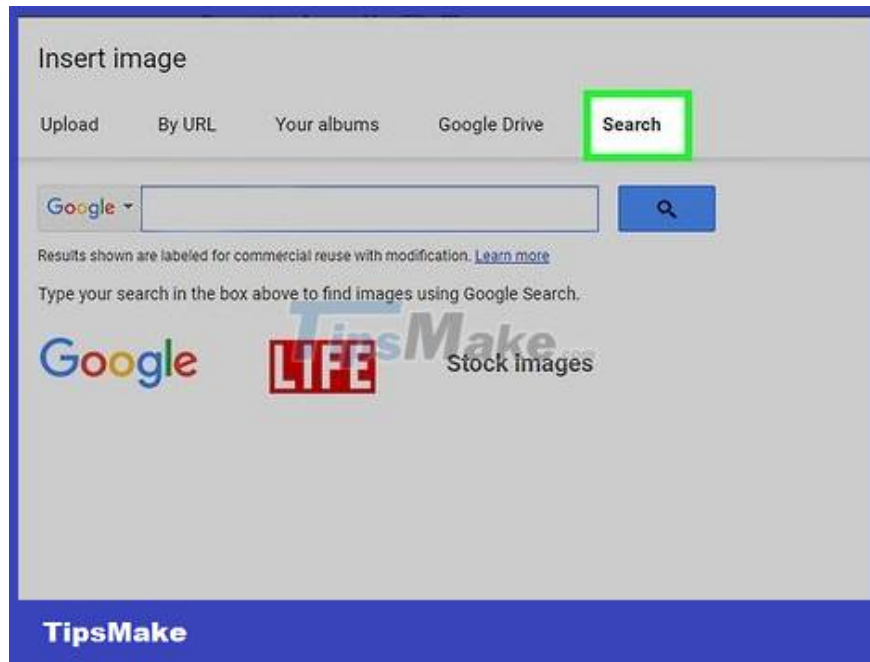 Insert image
Upload By URL Your albums Google Drive Search
Google
Results shown are labeled for commercial reuse with modification. Learn more
Type your search in the box above to find images using Google Search.
TipsMake
Google LIFE Stock images
TipsMake